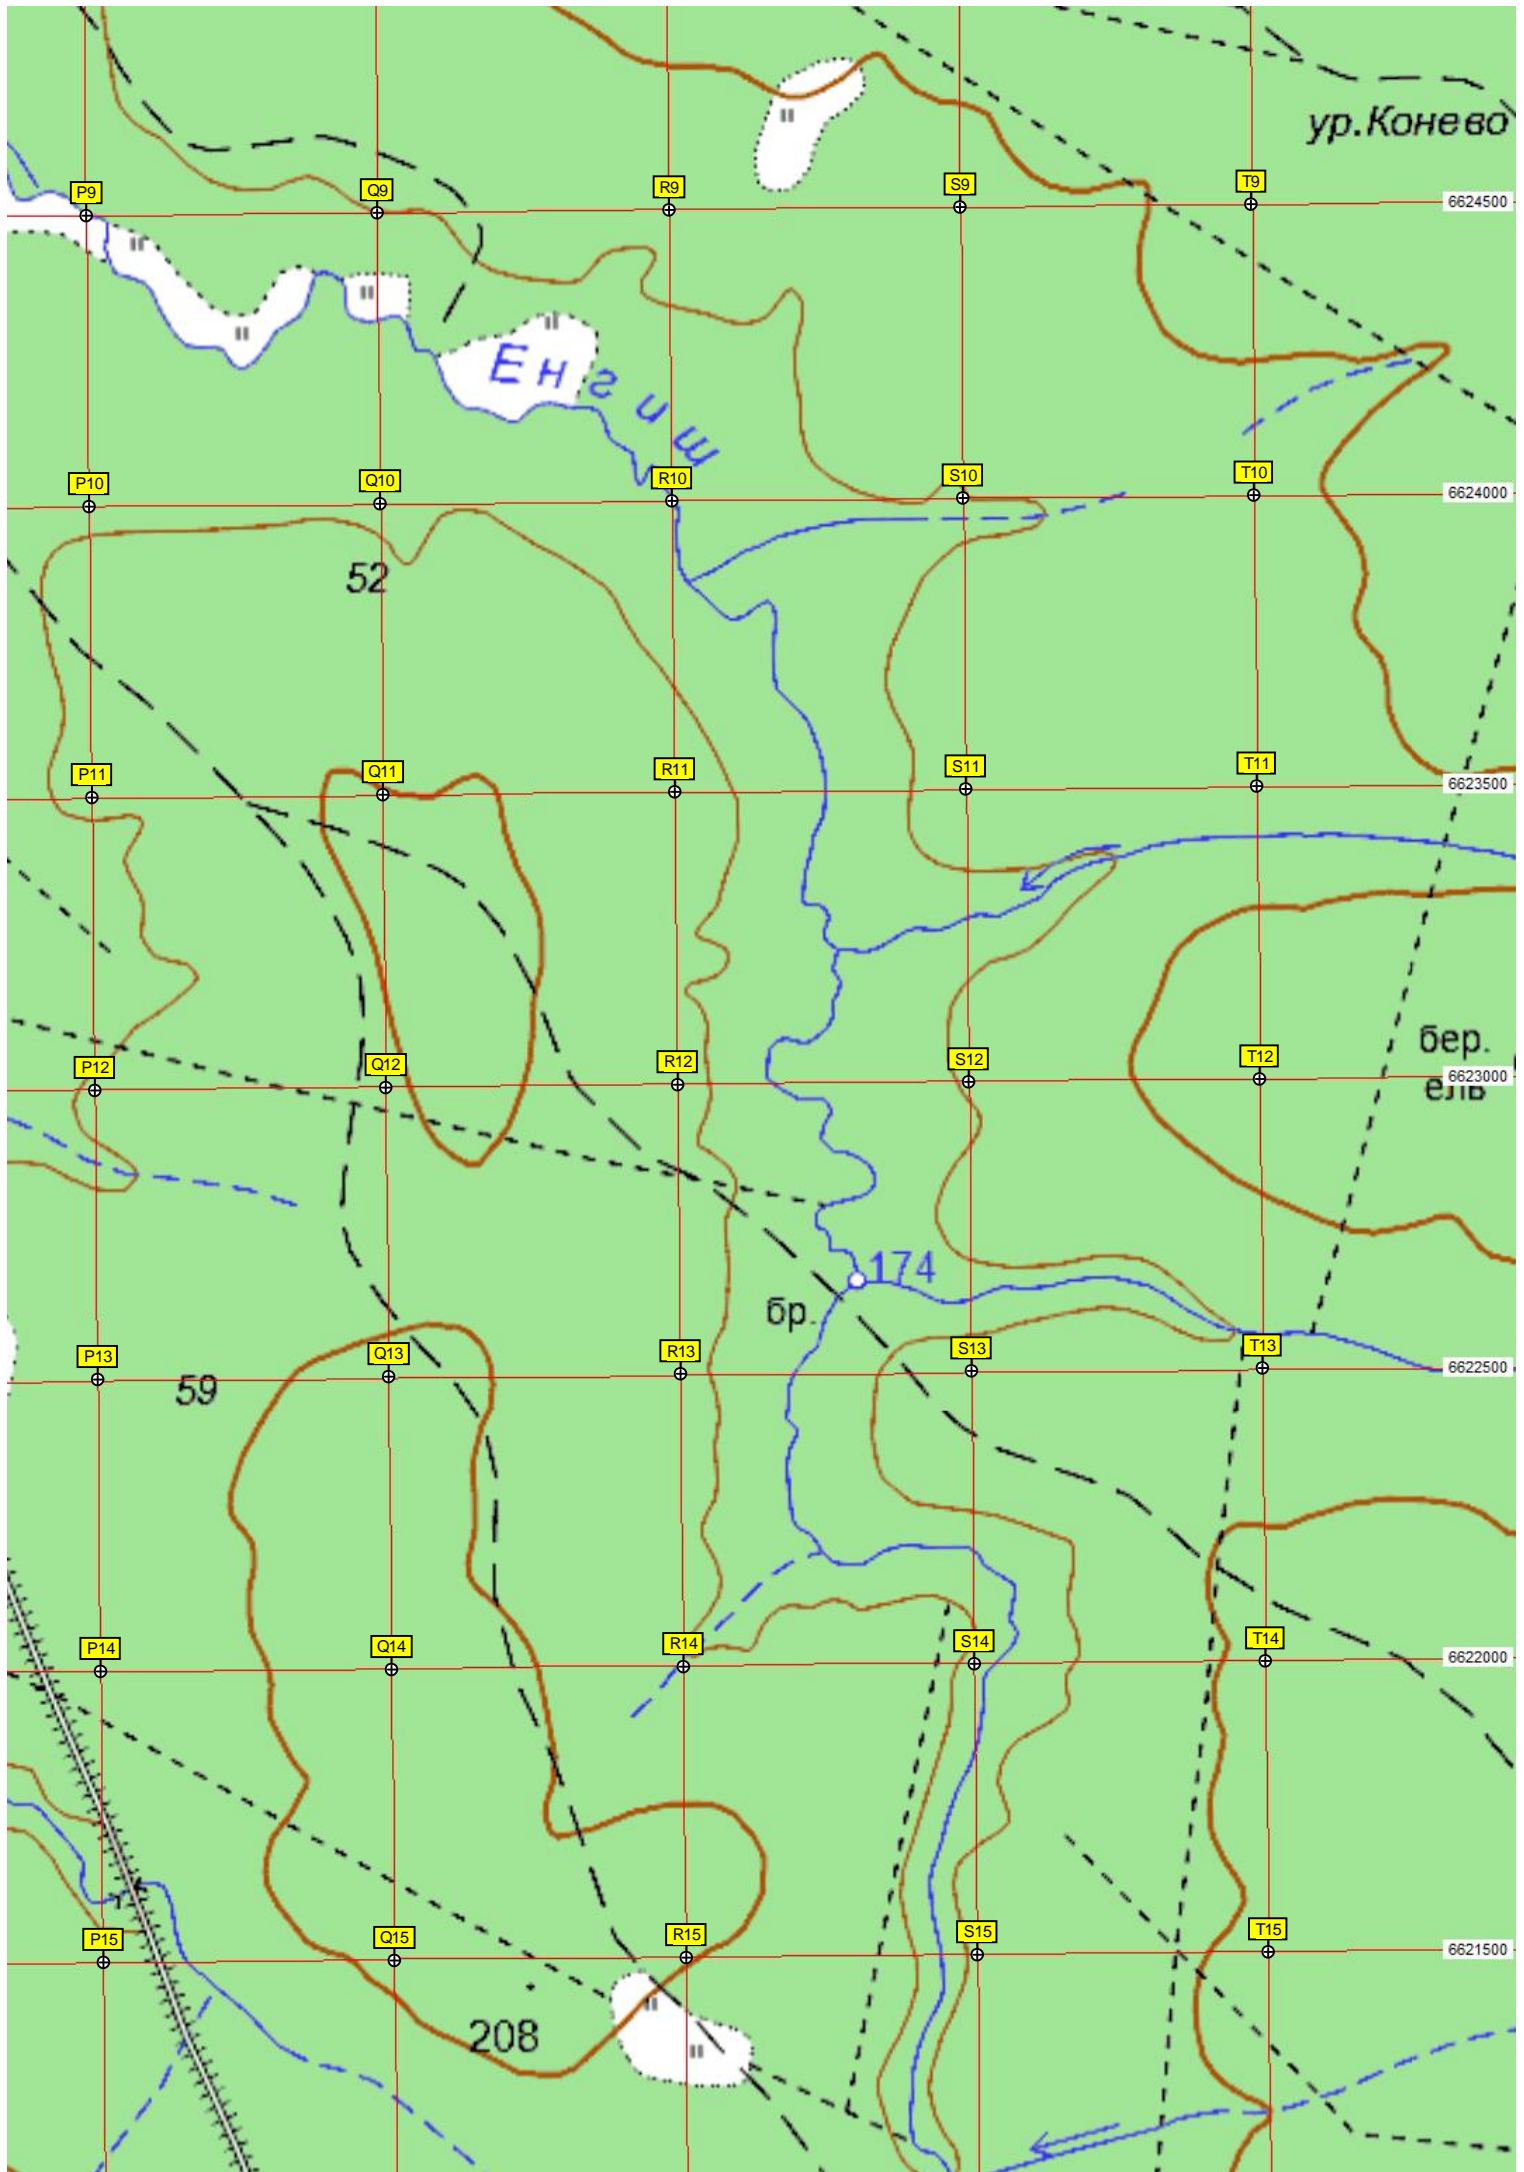 ур.Конево
P9 Q9 R9 S9 T9
6624500
Енгиш
P10 Q10 R10 S10 T10
6624000
52
P11 Q11 R11 S11 T11
6623500
бер.
P12 Q12 R12 S12 T12
6623000
ель
174
бр.
P13 Q13 R13 S13 T13
6622500
59
P14 Q14 R14 S14 T14
6622000
P15 Q15 R15 S15 T15
6621500
208